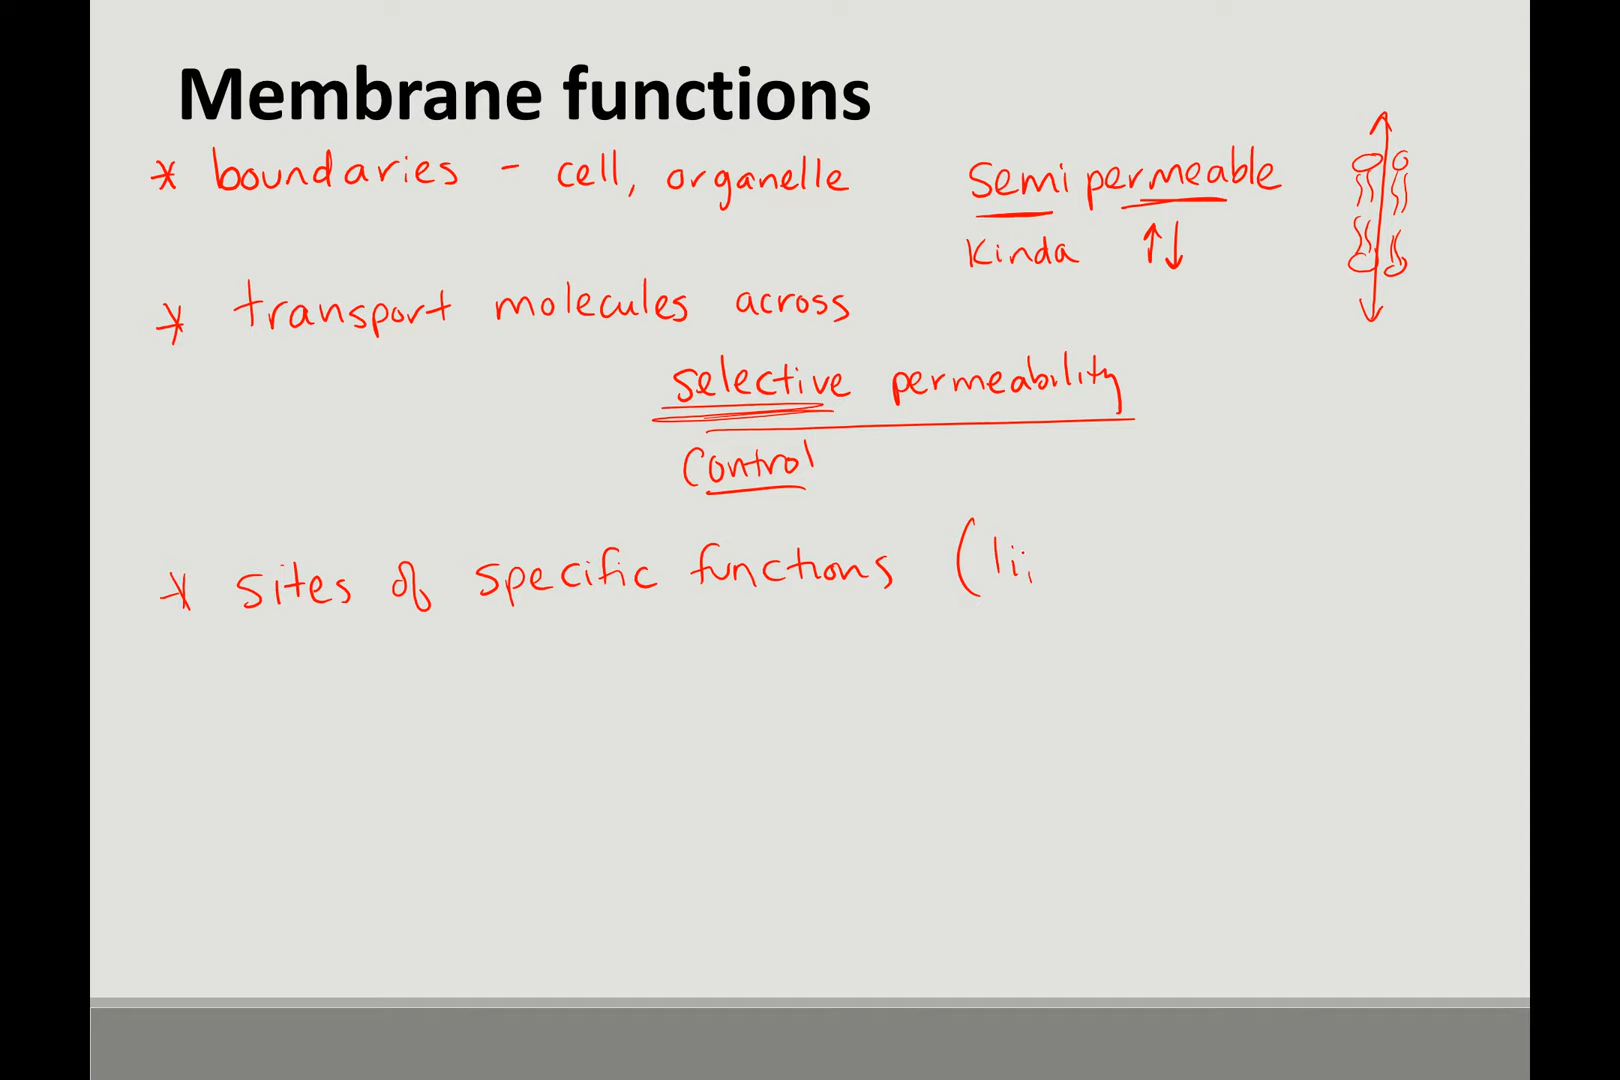 Membrane functions
* boundaries - cell, organelle
semi permeable
Kinda ↑↓
* transport molecules across
selective permeability
Control
* sites of specific functions (